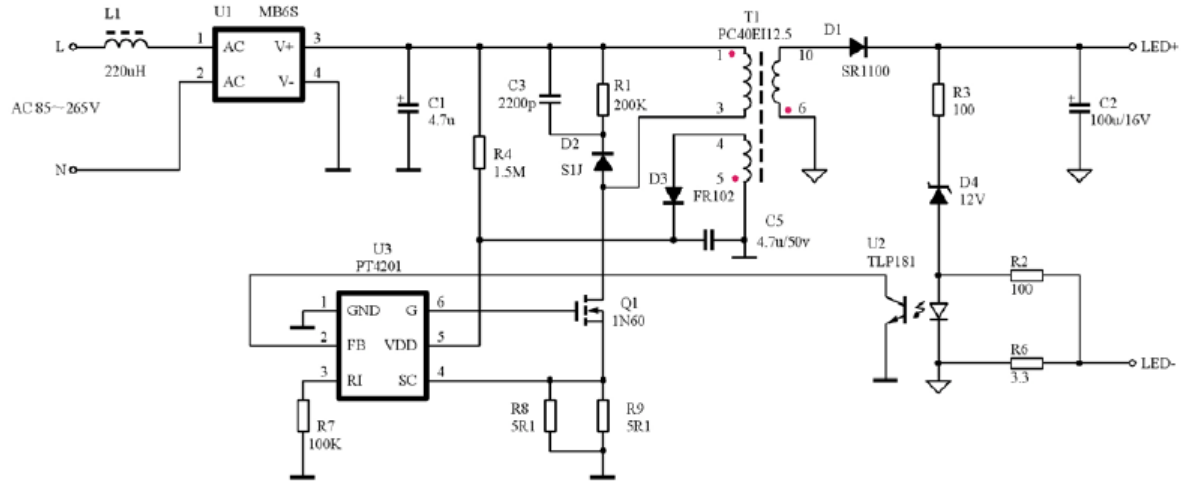 L1
U1 MB6S
T1
PC40EI12.5
D1
L
1 AC V+ 3
1
10
LED+
220uH
2 AC V- 4
SR1100
AC 85～265V
C3
2200p
R1
200K
R3
100
+
C1
4.7u
3
6
+
C2
100u/16V
N
R4
1.5M
D2
S1J
4
D3
5
FR102
D4
12V
C5
4.7u/50v
U3
PT4201
U2
TLP181
R2
100
1 GND G 6
Q1
1N60
2 FB VDD 5
R6
3.3
LED-
3 RI SC 4
R7
100K
R8
5R1
R9
5R1